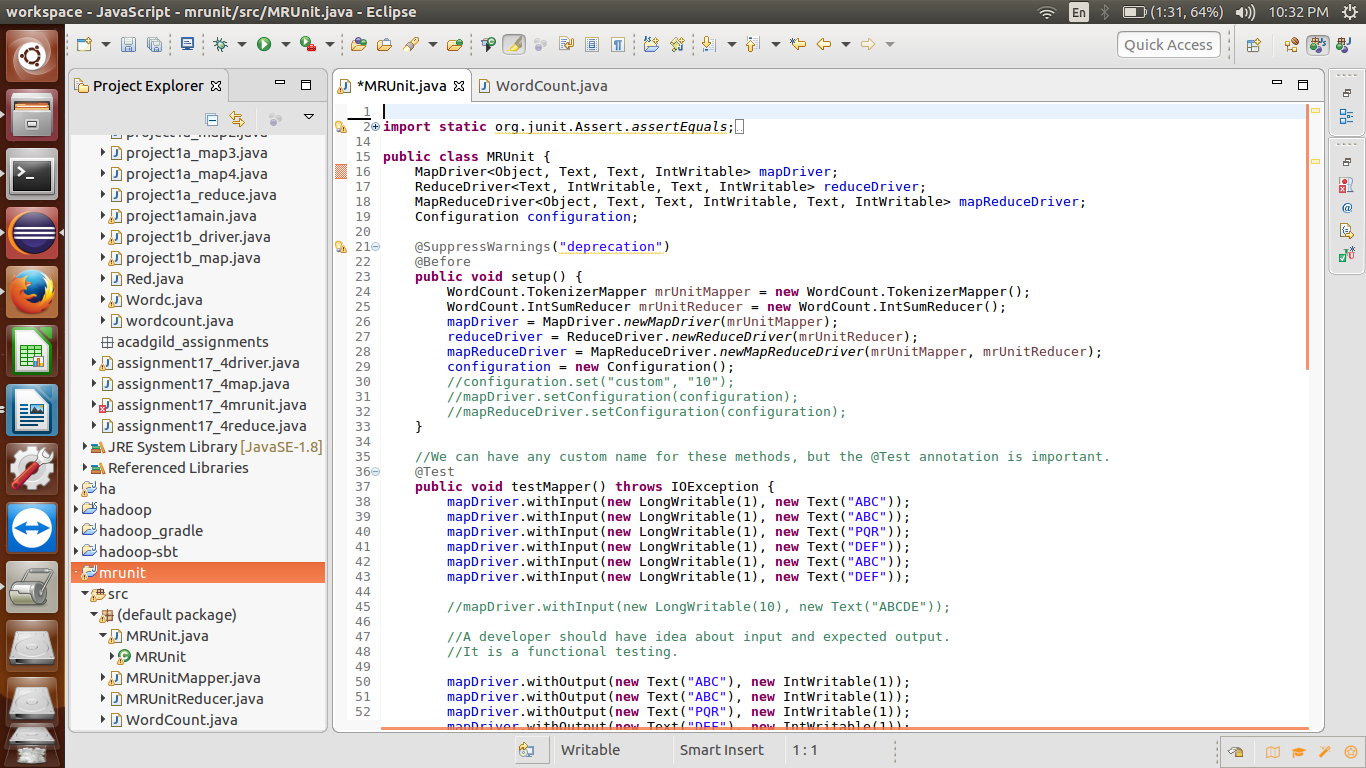 workspace - JavaScript - mrunit/src/MRUnit.java - Eclipse
En
(1:31, 64%)
10:32 PM
Quick Access
Project Explorer
project1a_map2.java
project1a_map3.java
project1a_map4.java
project1a_reduce.java
project1amain.java
project1b_driver.java
project1b_map.java
Red.java
Wordc.java
wordcount.java
acadgild_assignments
assignment17_4driver.java
assignment17_4map.java
assignment17_4mrunit.java
assignment17_4reduce.java
JRE System Library [JavaSE-1.8]
Referenced Libraries
ha
hadoop
hadoop_gradle
hadoop-sbt
mrunit
src
(default package)
MRUnit.java
MRUnit
MRUnitMapper.java
MRUnitReducer.java
WordCount.java
*MRUnit.java
WordCount.java
1
2 import static org.junit.Assert.assertEquals;
14
15 public class MRUnit {
16 MapDriver<Object, Text, Text, IntWritable> mapDriver;
17 ReduceDriver<Text, IntWritable, Text, IntWritable> reduceDriver;
18 MapReduceDriver<Object, Text, Text, IntWritable, Text, IntWritable> mapReduceDriver;
19 Configuration configuration;
20
21 @SuppressWarnings("deprecation")
22 @Before
23 public void setup() {
24 WordCount.TokenizerMapper mrUnitMapper = new WordCount.TokenizerMapper();
25 WordCount.IntSumReducer mrUnitReducer = new WordCount.IntSumReducer();
26 mapDriver = MapDriver.newMapDriver(mrUnitMapper);
27 reduceDriver = ReduceDriver.newReduceDriver(mrUnitReducer);
28 mapReduceDriver = MapReduceDriver.newMapReduceDriver(mrUnitMapper, mrUnitReducer);
29 configuration = new Configuration();
30 //configuration.set("custom", "10");
31 //mapDriver.setConfiguration(configuration);
32 //mapReduceDriver.setConfiguration(configuration);
33 }
34
35 //We can have any custom name for these methods, but the @Test annotation is important.
36 @Test
37 public void testMapper() throws IOException {
38 mapDriver.withInput(new LongWritable(1), new Text("ABC"));
39 mapDriver.withInput(new LongWritable(1), new Text("ABC"));
40 mapDriver.withInput(new LongWritable(1), new Text("PQR"));
41 mapDriver.withInput(new LongWritable(1), new Text("DEF"));
42 mapDriver.withInput(new LongWritable(1), new Text("ABC"));
43 mapDriver.withInput(new LongWritable(1), new Text("DEF"));
44
45 //mapDriver.withInput(new LongWritable(10), new Text("ABCDE"));
46
47 //A developer should have idea about input and expected output.
48 //It is a functional testing.
49
50 mapDriver.withOutput(new Text("ABC"), new IntWritable(1));
51 mapDriver.withOutput(new Text("ABC"), new IntWritable(1));
52 mapDriver.withOutput(new Text("PQR"), new IntWritable(1));
mapDriver.withOutput(new Text("DEF"), new IntWritable(1));
Writable
Smart Insert
1 : 1